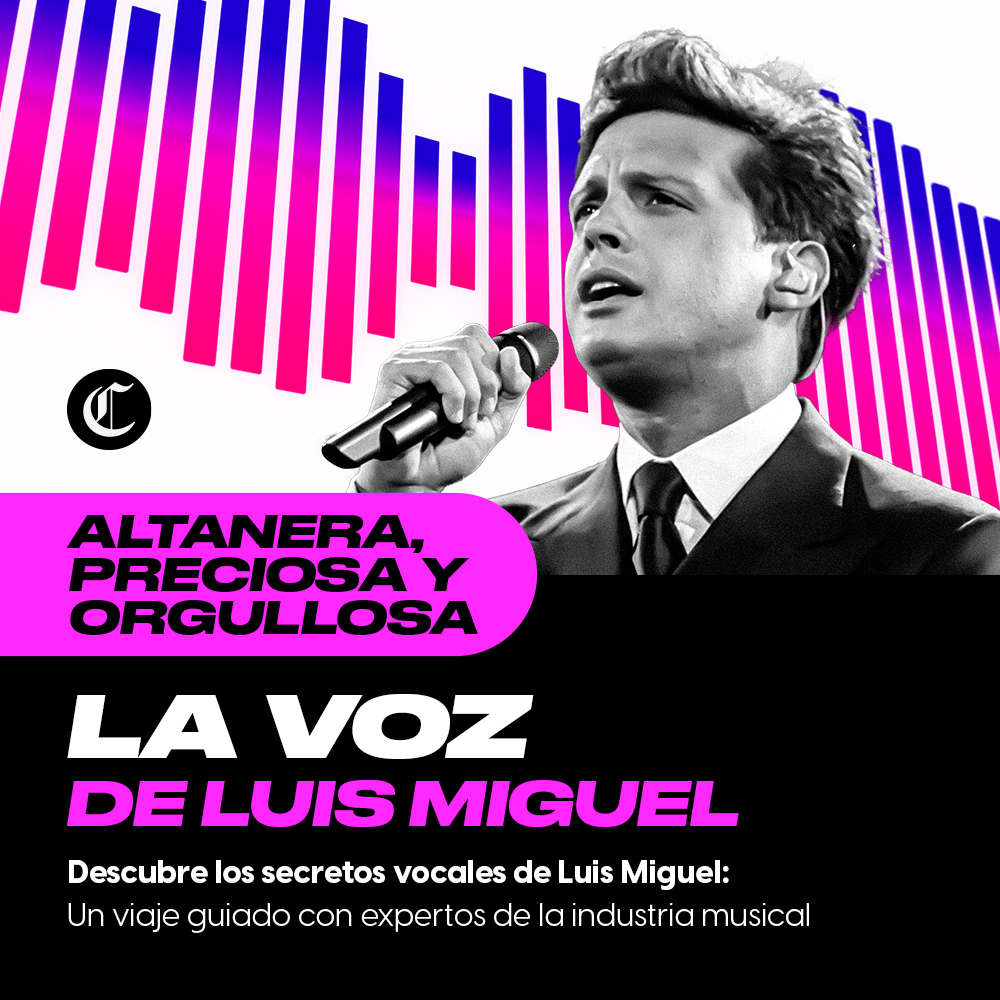 C
ALTANERA,
PRECIOSA Y
ORGULLOSA
LA VOZ
DE LUIS MIGUEL
Descubre los secretos vocales de Luis Miguel:
Un viaje guiado con expertos de la industria musical